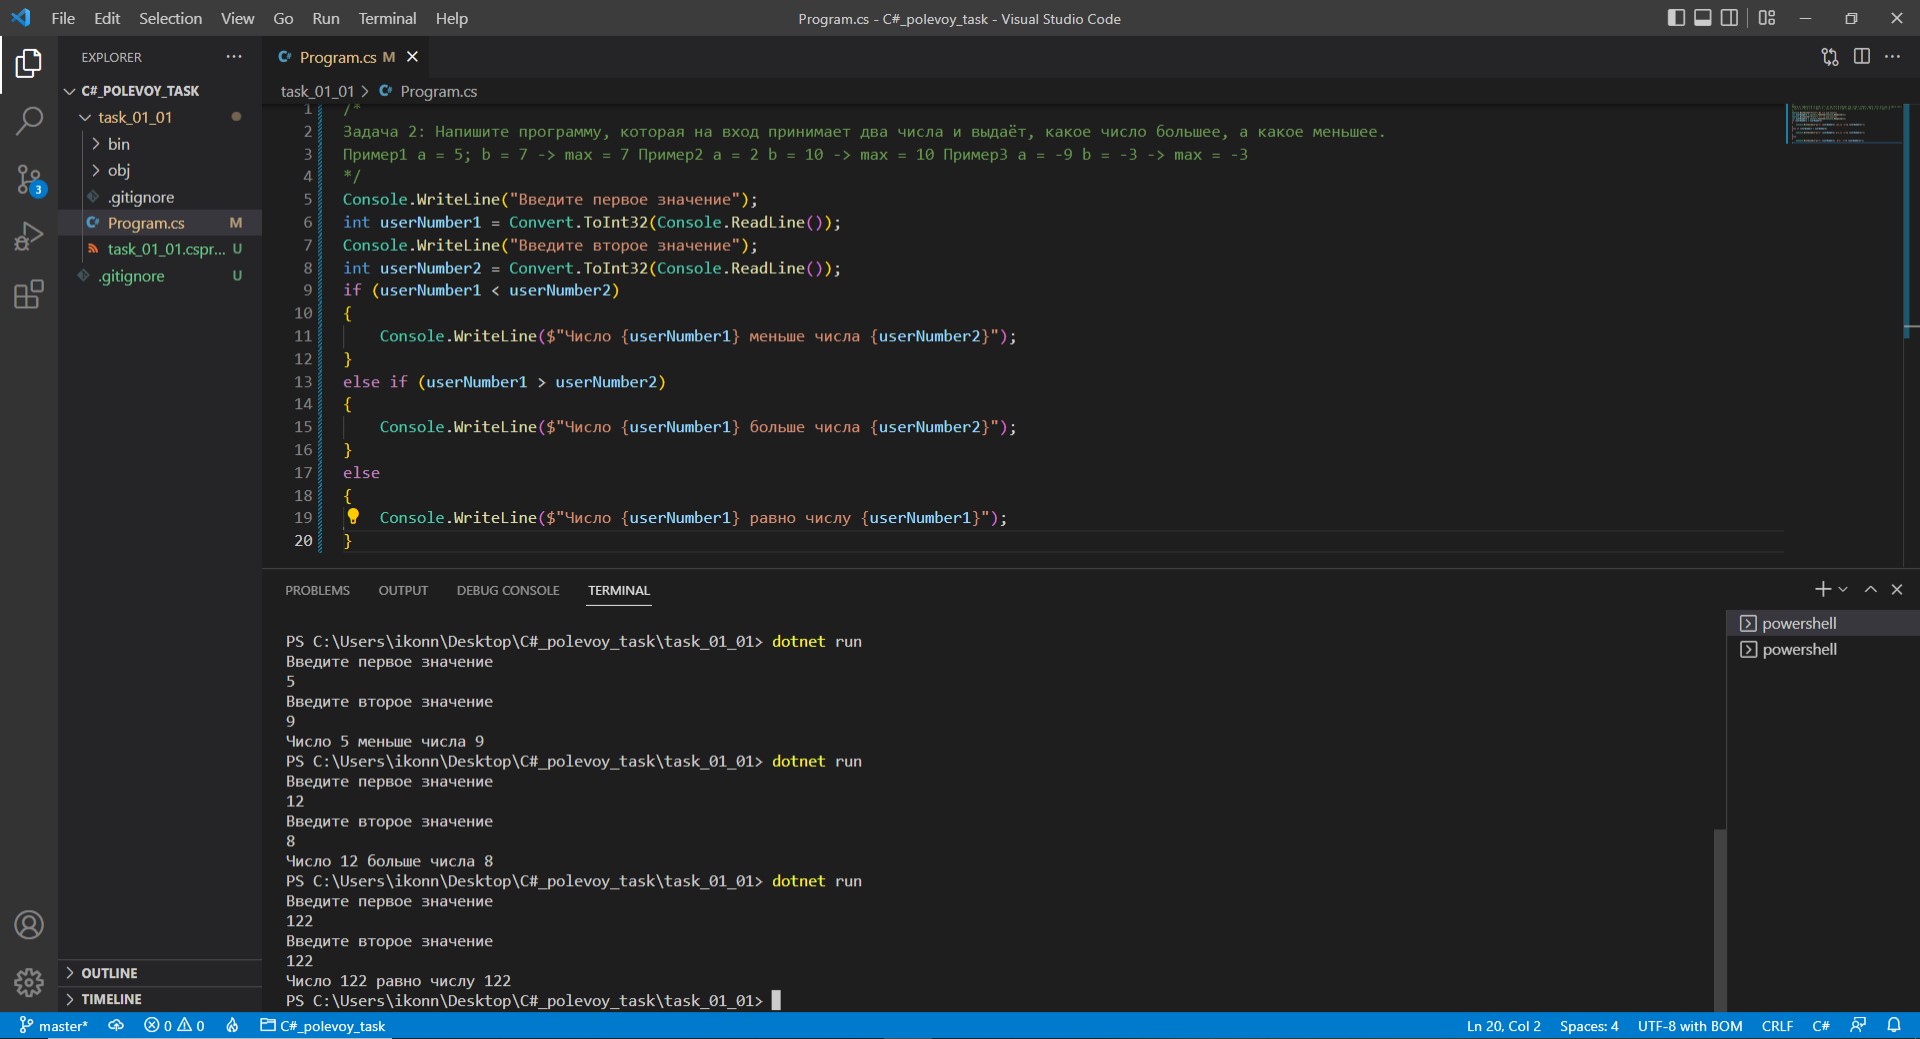 File Edit Selection View Go Run Terminal Help
Program.cs - C#_polevoy_task - Visual Studio Code
EXPLORER
C#_POLEVOY_TASK
task_01_01
bin
obj
.gitignore
Program.cs M
task_01_01.cspr... U
.gitignore U
3
OUTLINE
TIMELINE
Program.cs M
task_01_01 > Program.cs
1 /*
2 Задача 2: Напишите программу, которая на вход принимает два числа и выдаёт, какое число большее, а какое меньшее.
3 Пример1 a = 5; b = 7 -> max = 7 Пример2 a = 2 b = 10 -> max = 10 Пример3 a = -9 b = -3 -> max = -3
4 */
5 Console.WriteLine("Введите первое значение");
6 int userNumber1 = Convert.ToInt32(Console.ReadLine());
7 Console.WriteLine("Введите второе значение");
8 int userNumber2 = Convert.ToInt32(Console.ReadLine());
9 if (userNumber1 < userNumber2)
10 {
11     Console.WriteLine($"Число {userNumber1} меньше числа {userNumber2}");
12 }
13 else if (userNumber1 > userNumber2)
14 {
15     Console.WriteLine($"Число {userNumber1} больше числа {userNumber2}");
16 }
17 else
18 {
19     Console.WriteLine($"Число {userNumber1} равно числу {userNumber1}");
20 }
PROBLEMS OUTPUT DEBUG CONSOLE TERMINAL
powershell
powershell
PS C:\Users\ikonn\Desktop\C#_polevoy_task\task_01_01> dotnet run
Введите первое значение
5
Введите второе значение
9
Число 5 меньше числа 9
PS C:\Users\ikonn\Desktop\C#_polevoy_task\task_01_01> dotnet run
Введите первое значение
12
Введите второе значение
8
Число 12 больше числа 8
PS C:\Users\ikonn\Desktop\C#_polevoy_task\task_01_01> dotnet run
Введите первое значение
122
Введите второе значение
122
Число 122 равно числу 122
PS C:\Users\ikonn\Desktop\C#_polevoy_task\task_01_01>
master* 0 0 C#_polevoy_task
Ln 20, Col 2 Spaces: 4 UTF-8 with BOM CRLF C#